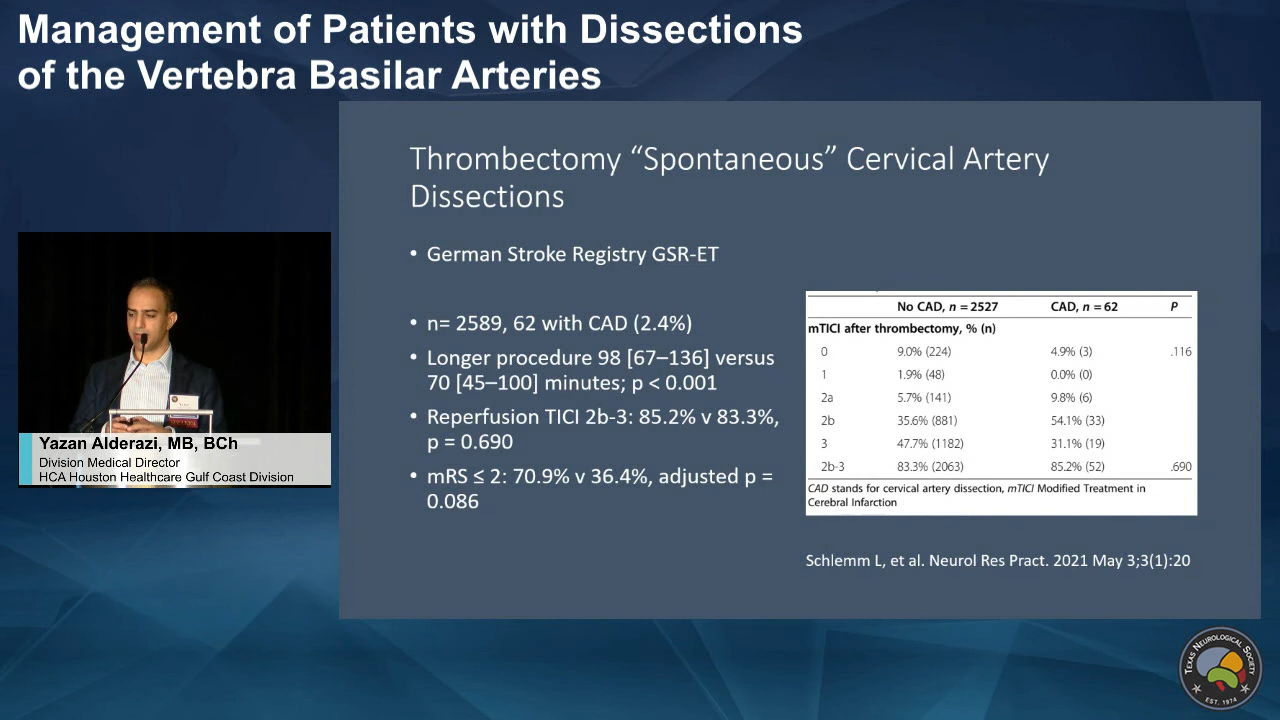 Management of Patients with Dissections
of the Vertebra Basilar Arteries
Thrombectomy “Spontaneous” Cervical Artery
Dissections
• German Stroke Registry GSR-ET
• n= 2589, 62 with CAD (2.4%)
• Longer procedure 98 [67–136] versus
70 [45–100] minutes; p < 0.001
• Reperfusion TICI 2b-3: 85.2% v 83.3%,
p = 0.690
• mRS ≤ 2: 70.9% v 36.4%, adjusted p =
0.086
No CAD, n = 2527 CAD, n = 62 P
mTICI after thrombectomy, % (n)
0 9.0% (224) 4.9% (3) .116
1 1.9% (48) 0.0% (0)
2a 5.7% (141) 9.8% (6)
2b 35.6% (881) 54.1% (33)
3 47.7% (1182) 31.1% (19)
2b-3 83.3% (2063) 85.2% (52) .690
CAD stands for cervical artery dissection, mTICI Modified Treatment in
Cerebral Infarction
Schlemm L, et al. Neurol Res Pract. 2021 May 3;3(1):20
Yazan Alderazi, MB, BCh
Division Medical Director
HCA Houston Healthcare Gulf Coast Division
TEXAS NEUROLOGICAL SOCIETY
EST. 1974